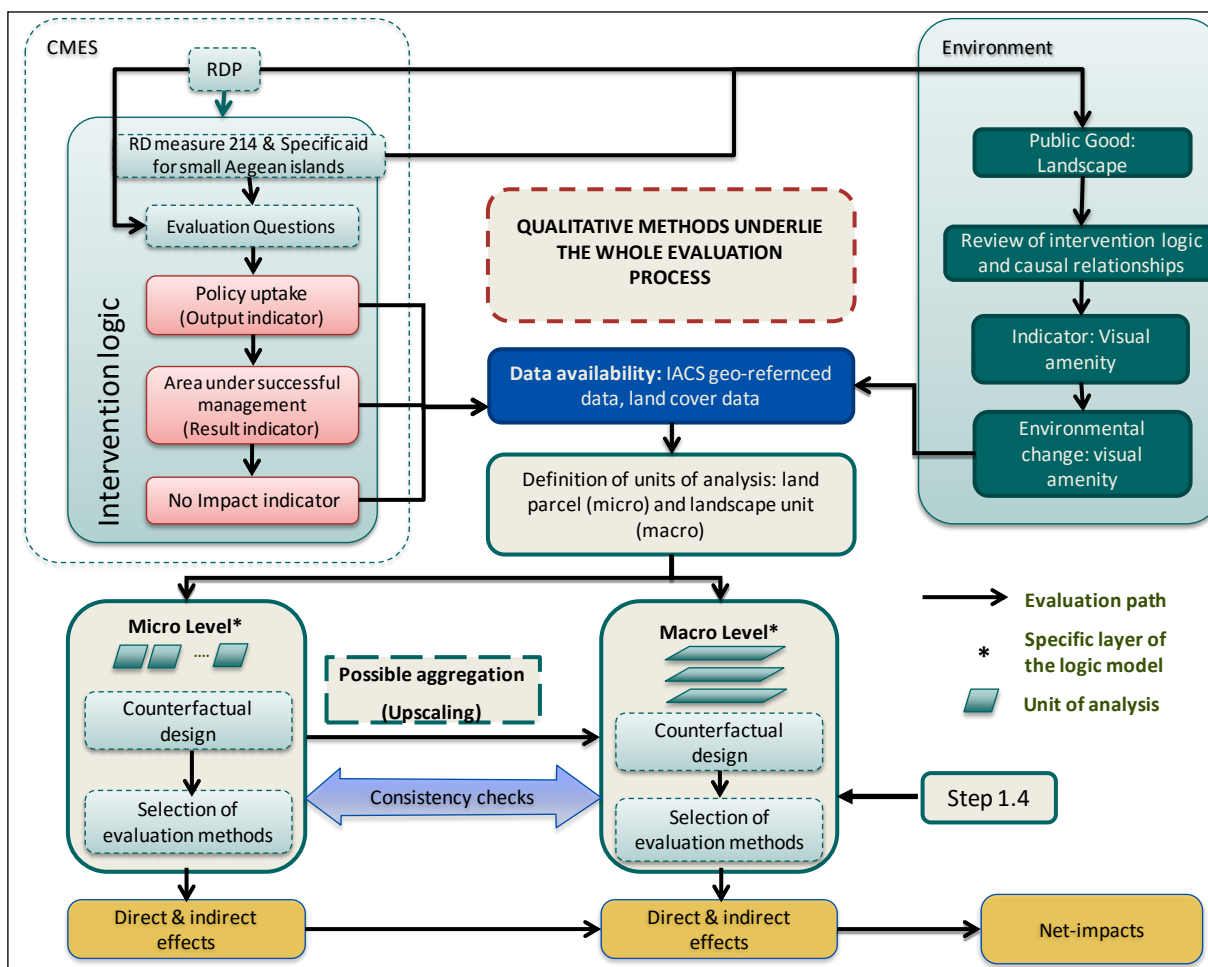 CMES
RDP
RD measure 214 & Specific aid
for small Aegean islands
Evaluation Questions
Policy uptake
(Output indicator)
Area under successful
management
(Result indicator)
No Impact indicator
Intervention logic
QUALITATIVE METHODS UNDERLIE
THE WHOLE EVALUATION
PROCESS
Data availability: IACS geo-refernced
data, land cover data
Definition of units of analysis: land
parcel (micro) and landscape unit
(macro)
Environment
Public Good:
Landscape
Review of intervention logic
and causal relationships
Indicator: Visual
amenity
Environmental
change: visual
amenity
Micro Level*
....
Counterfactual
design
Selection of
evaluation methods
Possible aggregation
(Upscaling)
Consistency checks
Macro Level*
Counterfactual
design
Selection of
evaluation methods
Evaluation path
*
Specific layer of
the logic model
Unit of analysis
Step 1.4
Direct & indirect
effects
Direct & indirect
effects
Net-impacts